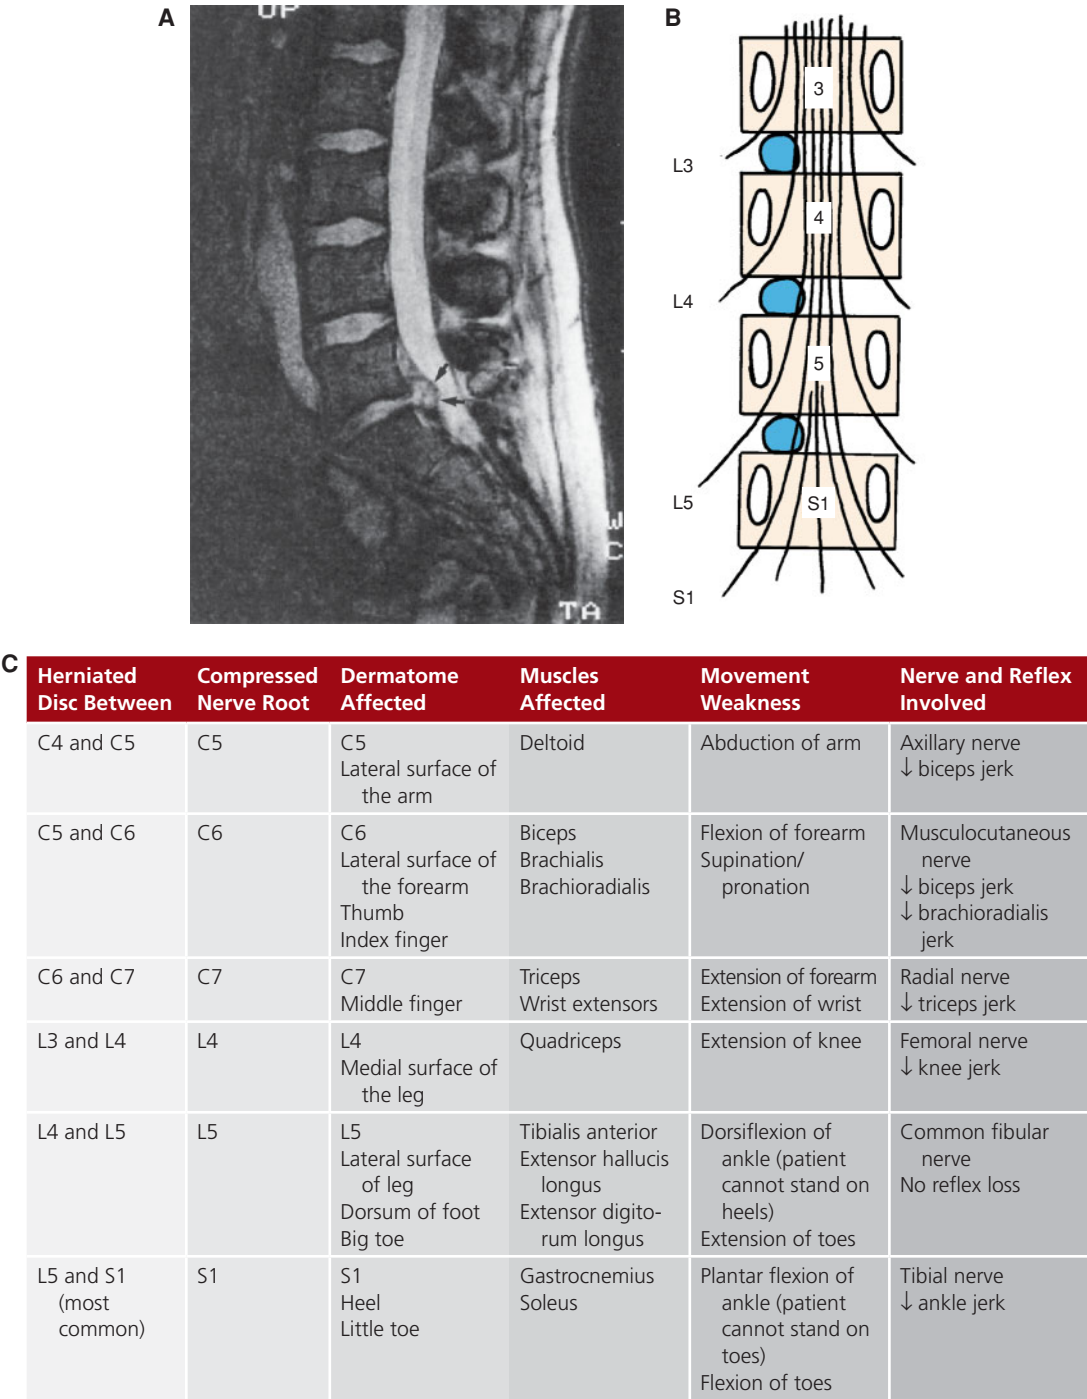 A
UP
W
C
TA
B
3
4
5
S1
L3
L4
L5
S1
C
Herniated
Disc Between
Compressed
Nerve Root
Dermatome
Affected
Muscles
Affected
Movement
Weakness
Nerve and Reflex
Involved
C4 and C5
C5
C5
Lateral surface of
the arm
Deltoid
Abduction of arm
Axillary nerve
↓ biceps jerk
C5 and C6
C6
C6
Lateral surface of
the forearm
Thumb
Index finger
Biceps
Brachialis
Brachioradialis
Flexion of forearm
Supination/
pronation
Musculocutaneous
nerve
↓ biceps jerk
↓ brachioradialis
jerk
C6 and C7
C7
C7
Middle finger
Triceps
Wrist extensors
Extension of forearm
Extension of wrist
Radial nerve
↓ triceps jerk
L3 and L4
L4
L4
Medial surface of
the leg
Quadriceps
Extension of knee
Femoral nerve
↓ knee jerk
L4 and L5
L5
L5
Lateral surface
of leg
Dorsum of foot
Big toe
Tibialis anterior
Extensor hallucis
longus
Extensor digito-
rum longus
Dorsiflexion of
ankle (patient
cannot stand on
heels)
Extension of toes
Common fibular
nerve
No reflex loss
L5 and S1
(most
common)
S1
S1
Heel
Little toe
Gastrocnemius
Soleus
Plantar flexion of
ankle (patient
cannot stand on
toes)
Flexion of toes
Tibial nerve
↓ ankle jerk